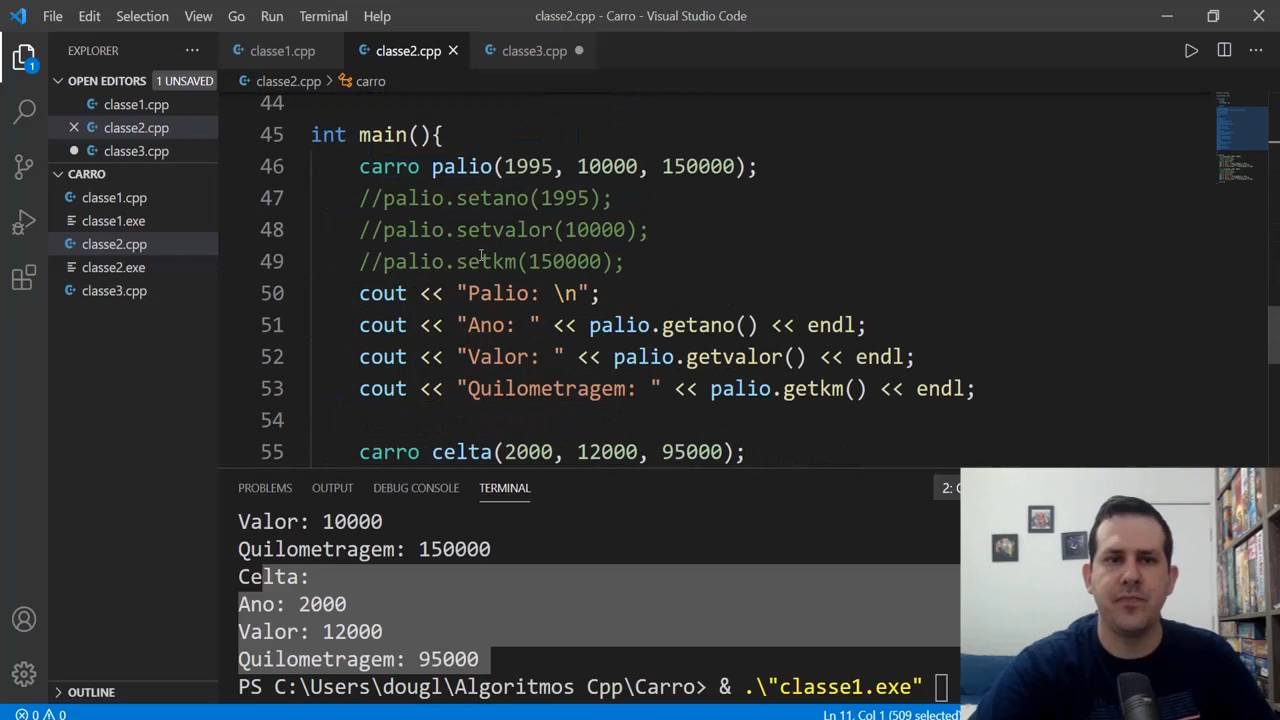 File Edit Selection View Go Run Terminal Help classe2.cpp - Carro - Visual Studio Code
EXPLORER ··· classe1.cpp classe2.cpp classe3.cpp
OPEN EDITORS 1 UNSAVED classe2.cpp > carro
classe1.cpp
classe2.cpp
classe3.cpp
CARRO
classe1.cpp
classe1.exe
classe2.cpp
classe2.exe
classe3.cpp
OUTLINE
1
44
45 int main(){
46 carro palio(1995, 10000, 150000);
47 //palio.setano(1995);
48 //palio.setvalor(10000);
49 //palio.setkm(150000);
50 cout << "Palio: \n";
51 cout << "Ano: " << palio.getano() << endl;
52 cout << "Valor: " << palio.getvalor() << endl;
53 cout << "Quilometragem: " << palio.getkm() << endl;
54
55 carro celta(2000, 12000, 95000);
PROBLEMS OUTPUT DEBUG CONSOLE TERMINAL 2:
Valor: 10000
Quilometragem: 150000
Celta:
Ano: 2000
Valor: 12000
Quilometragem: 95000
PS C:\Users\dougl\Algoritmos Cpp\Carro> & .\"classe1.exe"
0 0 Ln 11, Col 1 (509 selected)